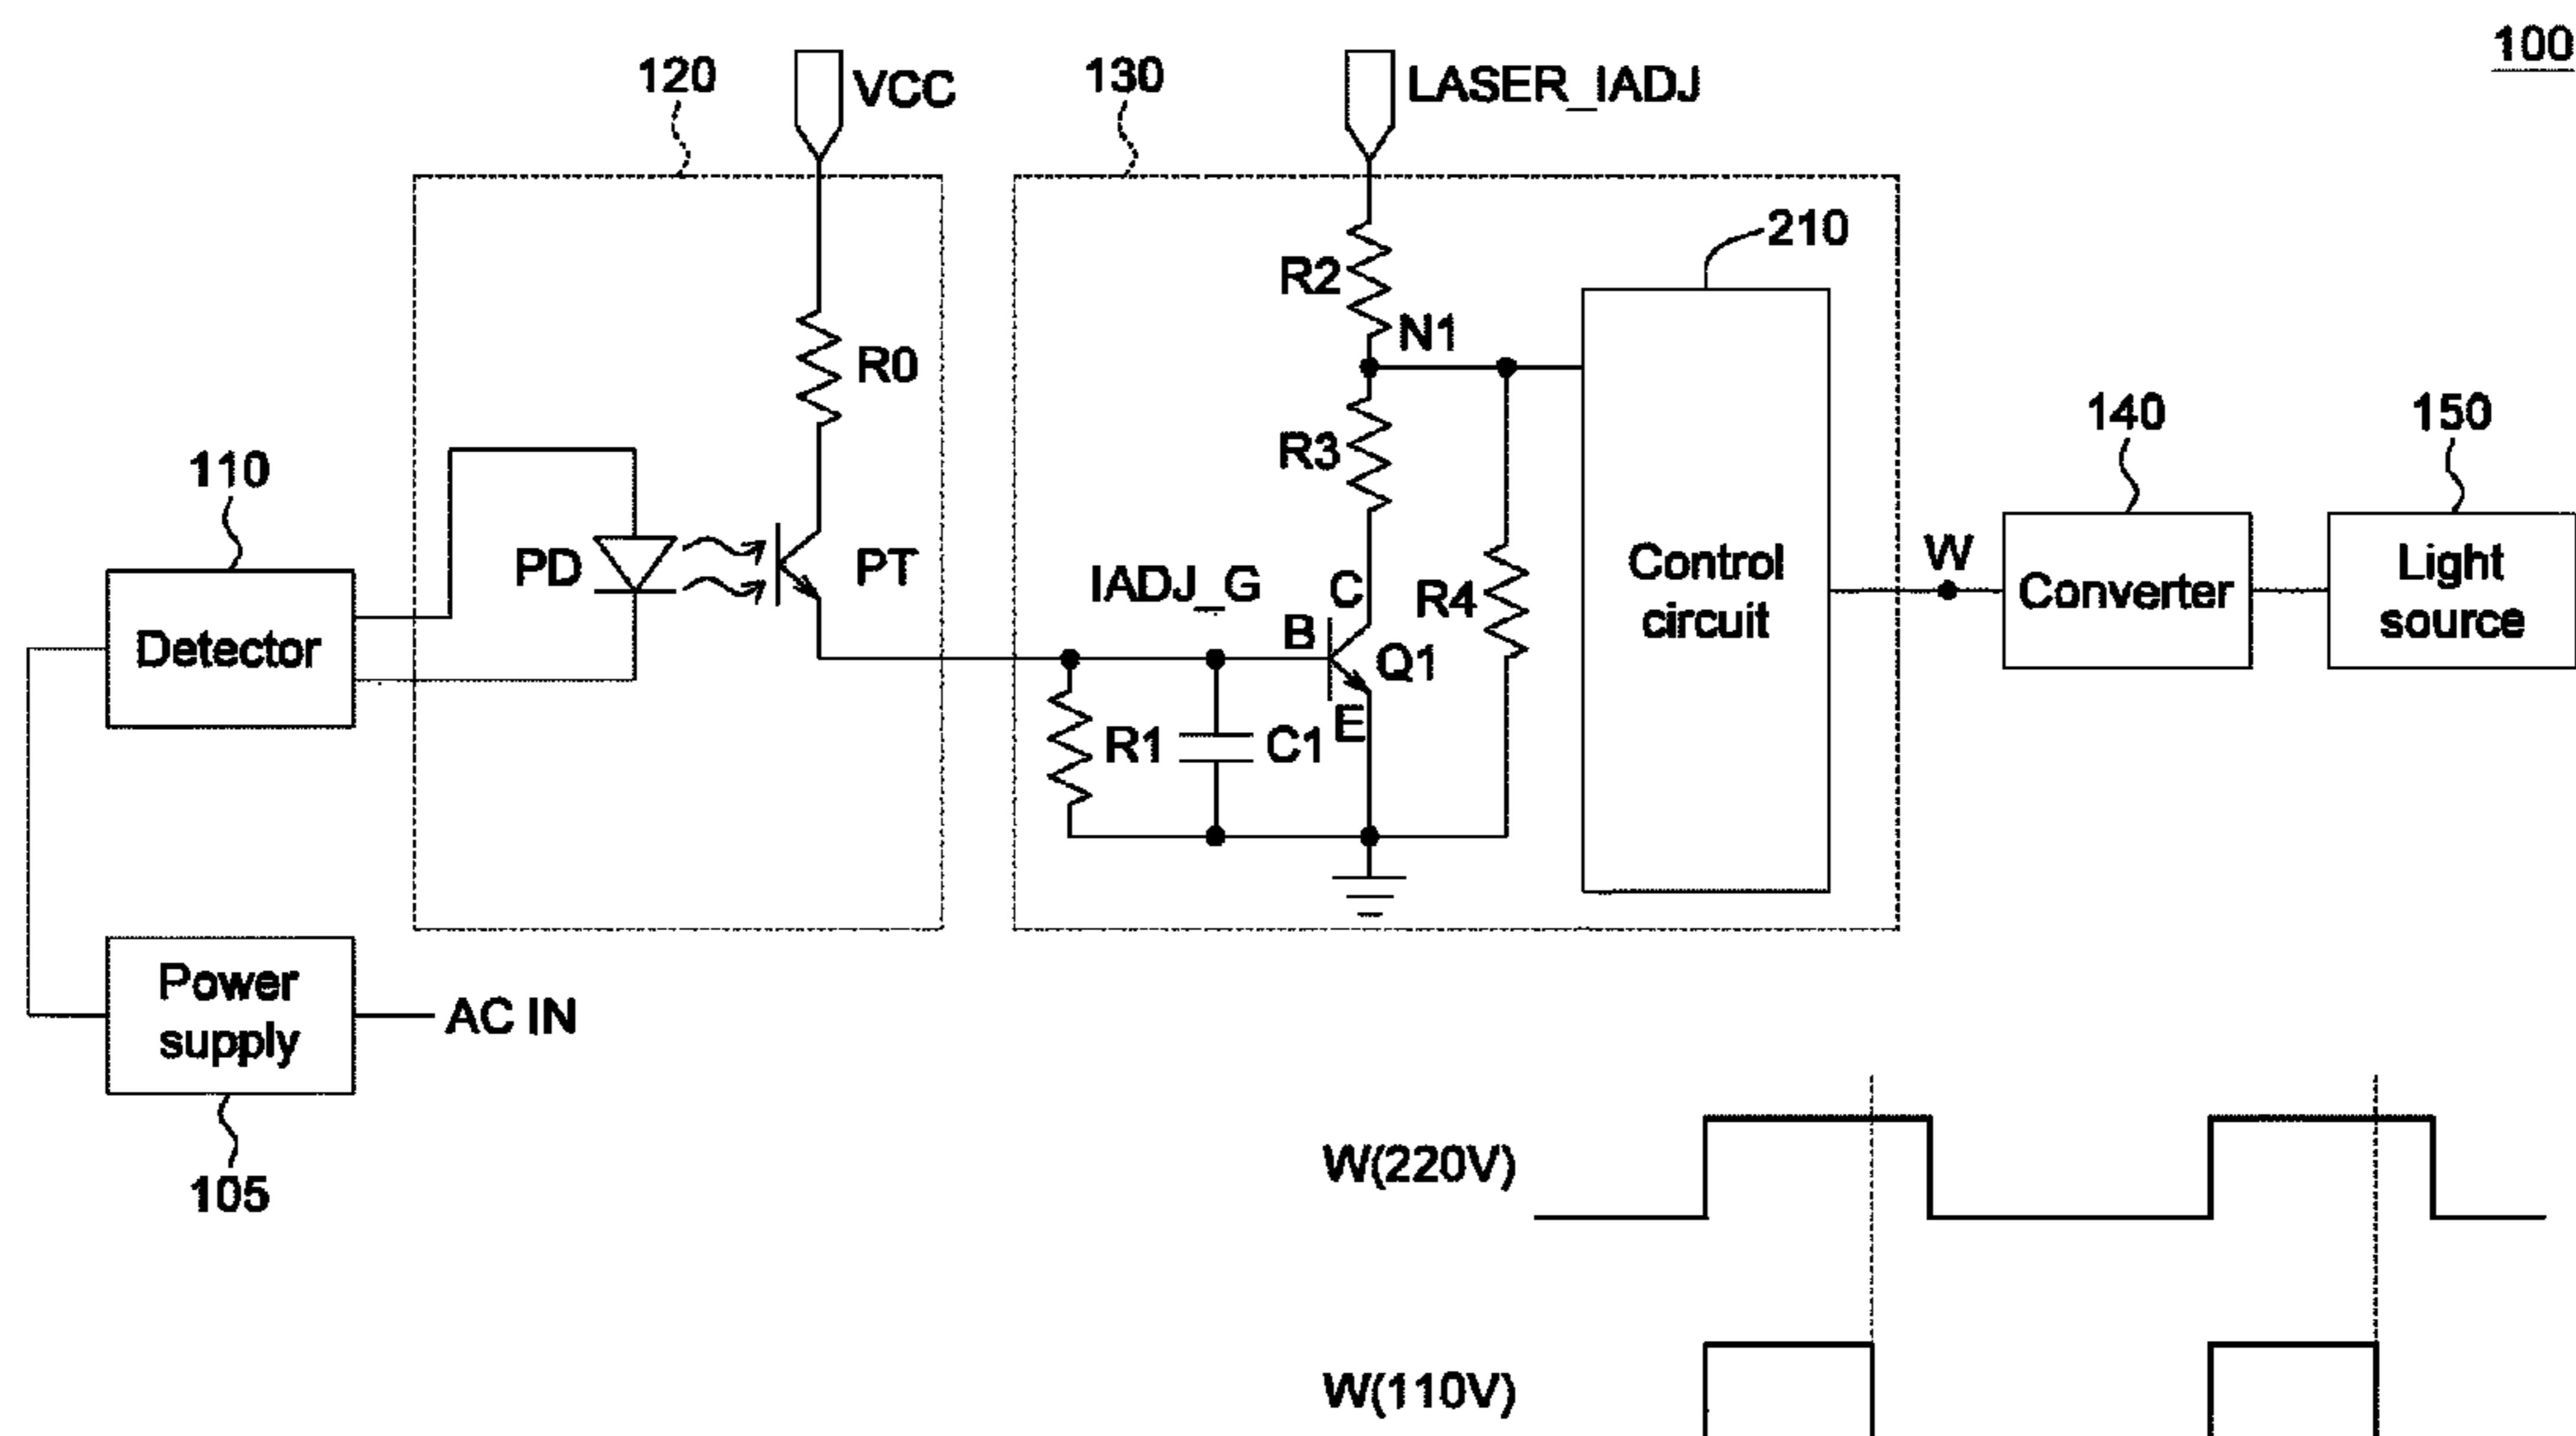 100
120
VCC
130
LASER_IADJ
210
R2
N1
R0
R3
140
150
110
PD
PT
IADJ_G
C
R4
B
Q1
E
Control
circuit
W
Converter
Light
source
Detector
R1
C1
Power
supply
AC IN
105
W(220V)
W(110V)